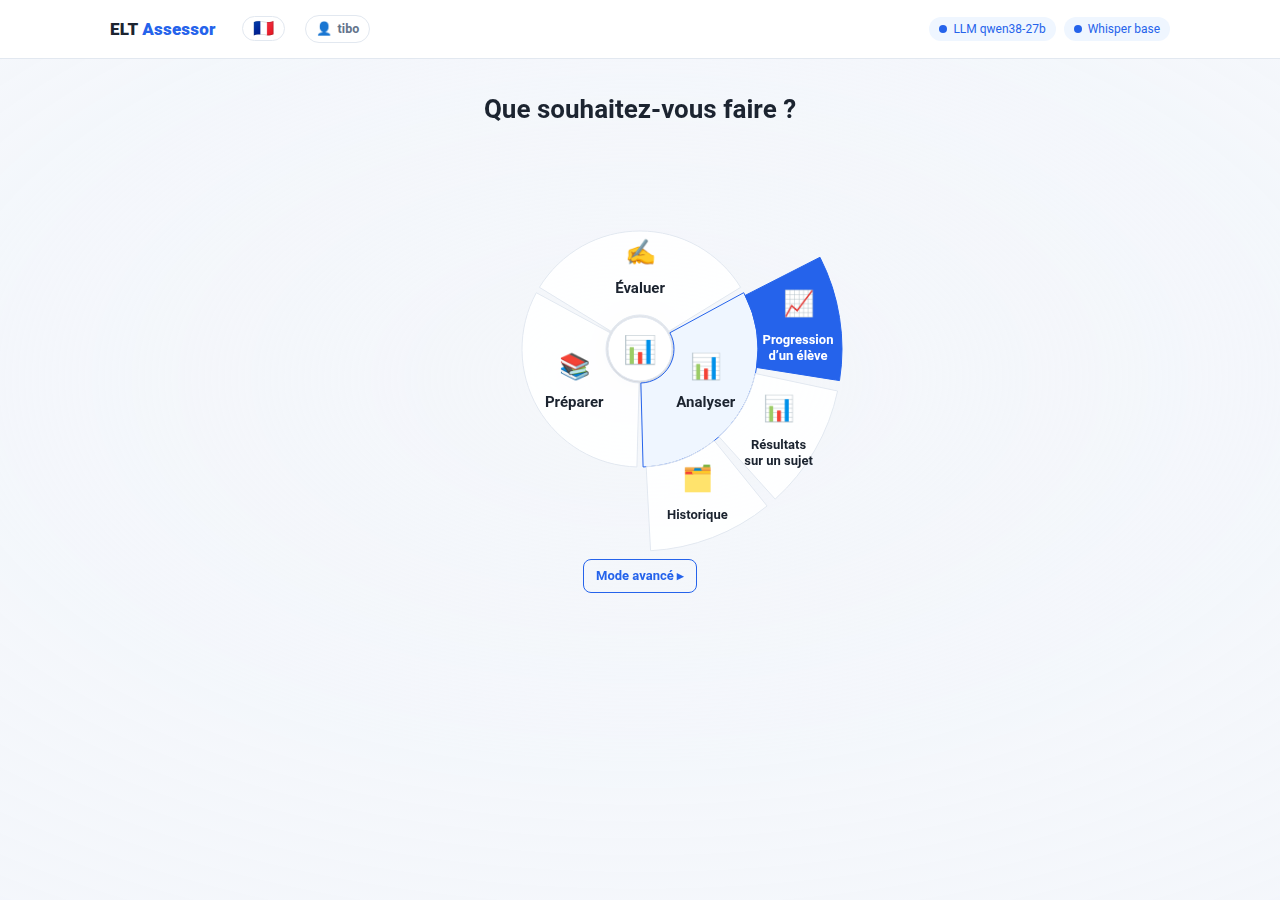 ELT Assessor
tibo
LLM qwen38-27b
Whisper base
Que souhaitez-vous faire ?
Évaluer
Progression
d’un élève
Préparer
Analyser
Résultats
sur un sujet
Historique
Mode avancé ▸